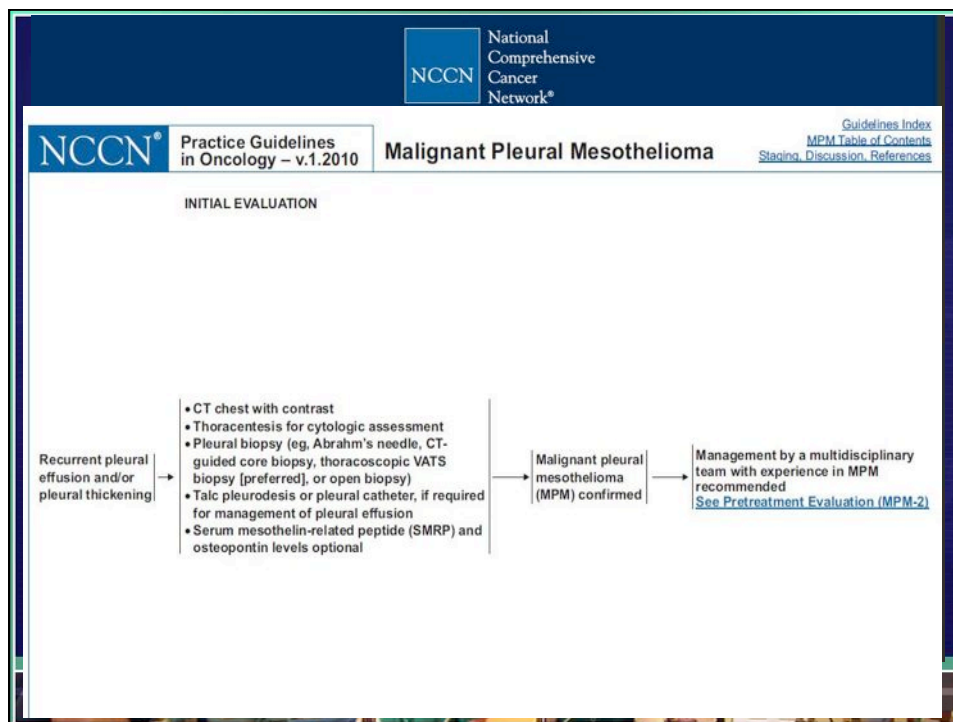 NCCN
National
Comprehensive
Cancer
Network®
NCCN®
Practice Guidelines
in Oncology – v.1.2010
Malignant Pleural Mesothelioma
Guidelines Index
MPM Table of Contents
Staging, Discussion, References
INITIAL EVALUATION
Recurrent pleural
effusion and/or
pleural thickening
• CT chest with contrast
• Thoracentesis for cytologic assessment
• Pleural biopsy (eg, Abrahm's needle, CT-
guided core biopsy, thoracoscopic VATS
biopsy [preferred], or open biopsy)
• Talc pleurodesis or pleural catheter, if required
for management of pleural effusion
• Serum mesothelin-related peptide (SMRP) and
osteopontin levels optional
Malignant pleural
mesothelioma
(MPM) confirmed
Management by a multidisciplinary
team with experience in MPM
recommended
See Pretreatment Evaluation (MPM-2)